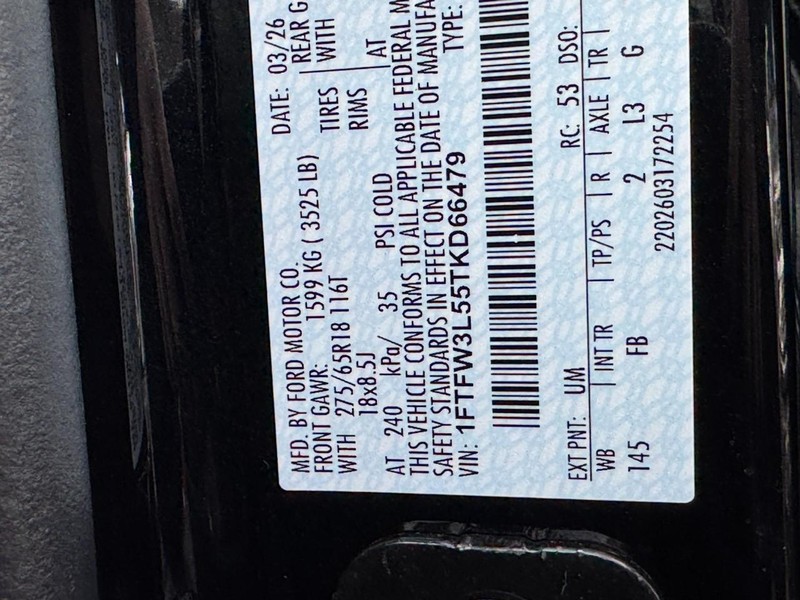 MFD. BY FORD MOTOR CO.
DATE: 03/26
FRONT GAWR: 1599 KG ( 3525 LB)
REAR G
WITH 275/65R18 116T
TIRES WITH
18x8.5J
RIMS
AT 240 kPa/ 35 PSI COLD
AT
THIS VEHICLE CONFORMS TO ALL APPLICABLE FEDERAL M
SAFETY STANDARDS IN EFFECT ON THE DATE OF MANUFA
VIN: 1FTFW3L55TKD66479
TYPE:
EXT PNT: UM RC: 53 DSO:
WB | INT TR | TP/PS | R | AXLE | TR |
145 FB 2 L3 G
2202603172254